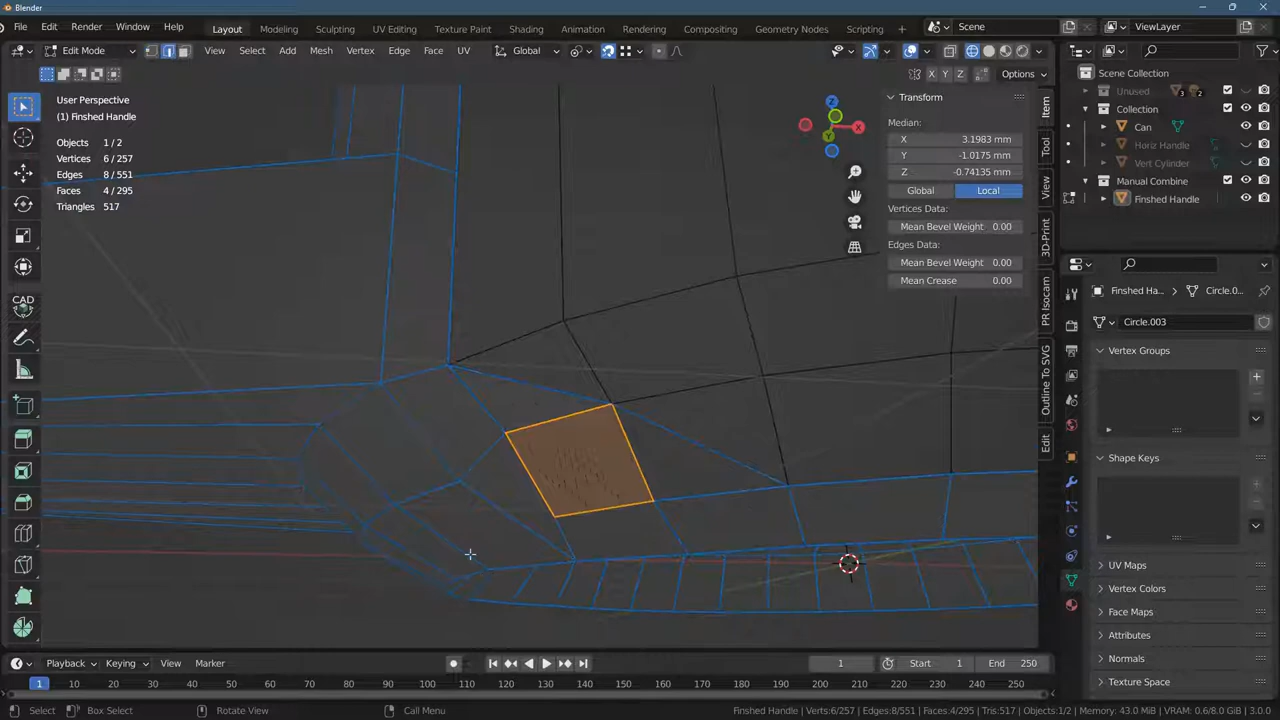 Blender
File Edit Render Window Help
Layout Modeling Sculpting UV Editing Texture Paint Shading Animation Rendering Compositing Geometry Nodes Scripting +
Scene
ViewLayer
Edit Mode View Select Add Mesh Vertex Edge Face UV Global
X Y Z Options
User Perspective
(1) Finshed Handle
Objects 1 / 2
Vertices 6 / 257
Edges 8 / 551
Faces 4 / 295
Triangles 517
Z
X
Y
CAD
Transform
Median:
X 3.1983 mm
Y -1.0175 mm
Z -0.74135 mm
Global Local
Vertices Data:
Mean Bevel Weight 0.00
Edges Data:
Mean Bevel Weight 0.00
Mean Crease 0.00
Item
Tool
View
3D-Print
PR Isocam
Outline To SVG
Edit
Scene Collection
Unused 3 2
Collection
Can
Horiz Handle
Vert Cylinder
Manual Combine
Finshed Handle
Finshed Ha... Circle.0...
Circle.003
Vertex Groups
Shape Keys
UV Maps
Vertex Colors
Face Maps
Attributes
Normals
Texture Space
Playback Keying View Marker
1 Start 1 End 250
1 10 20 30 40 50 60 70 80 90 100 110 120 130 140 150 160 170 180 190 200 210 220 230 240 250
Select Box Select Rotate View Call Menu
Finshed Handle | Verts:6/257 | Edges:8/551 | Faces:4/295 | Tris:517 | Objects:1/2 | Memory: 43.0 MiB | VRAM: 0.6/8.0 GiB | 3.0.0